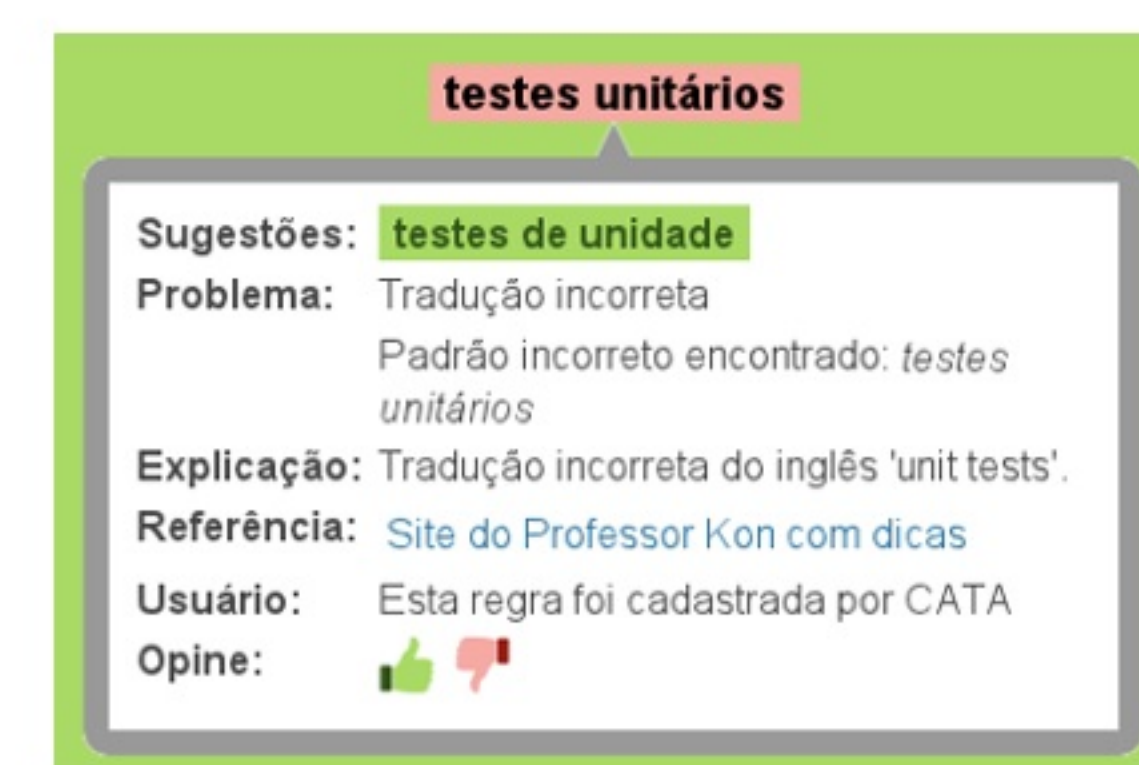 testes unitários
Sugestões: testes de unidade
Problema: Tradução incorreta
Padrão incorreto encontrado: testes
unitários
Explicação: Tradução incorreta do inglês 'unit tests'.
Referência: Site do Professor Kon com dicas
Usuário: Esta regra foi cadastrada por CATA
Opine: